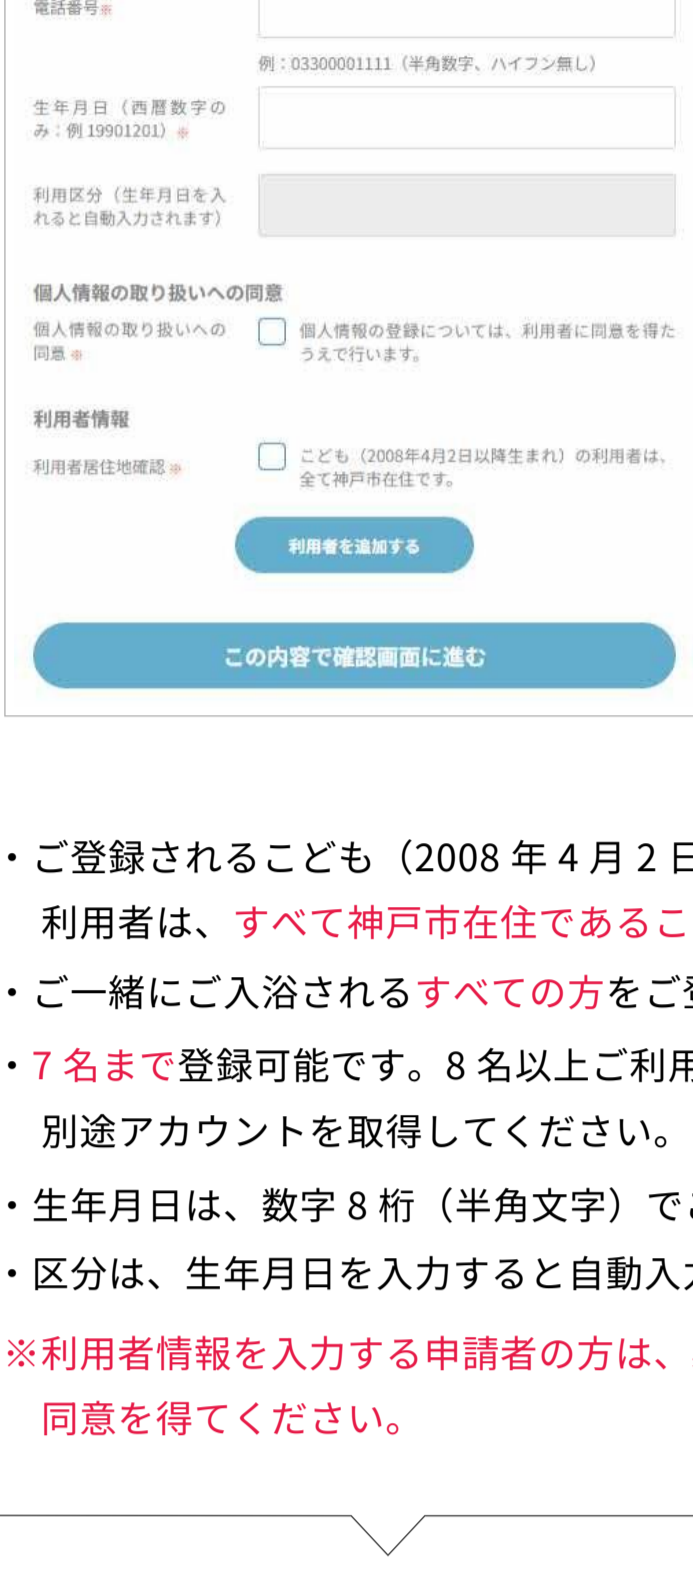 電話番号※
例：03300001111（半角数字、ハイフン無し）
生年月日（西暦数字の
み：例 19901201）※
利用区分（生年月日を入
れると自動入力されます）
個人情報の取り扱いへの同意
個人情報の取り扱いへの
同意 ※
個人情報の登録については、利用者に同意を得た
うえで行います。
利用者情報
利用者居住地確認 ※
こども（2008年4月2日以降生まれ）の利用者は、
全て神戸市在住です。
利用者を追加する
この内容で確認画面に進む
・ご登録されるこども（2008 年 4 月 2 日
利用者は、すべて神戸市在住であるこ
・ご一緒にご入浴されるすべての方をご
・7 名まで登録可能です。8 名以上ご利用
別途アカウントを取得してください。
・生年月日は、数字 8 桁（半角文字）で
・区分は、生年月日を入力すると自動入
※利用者情報を入力する申請者の方は、
同意を得てください。